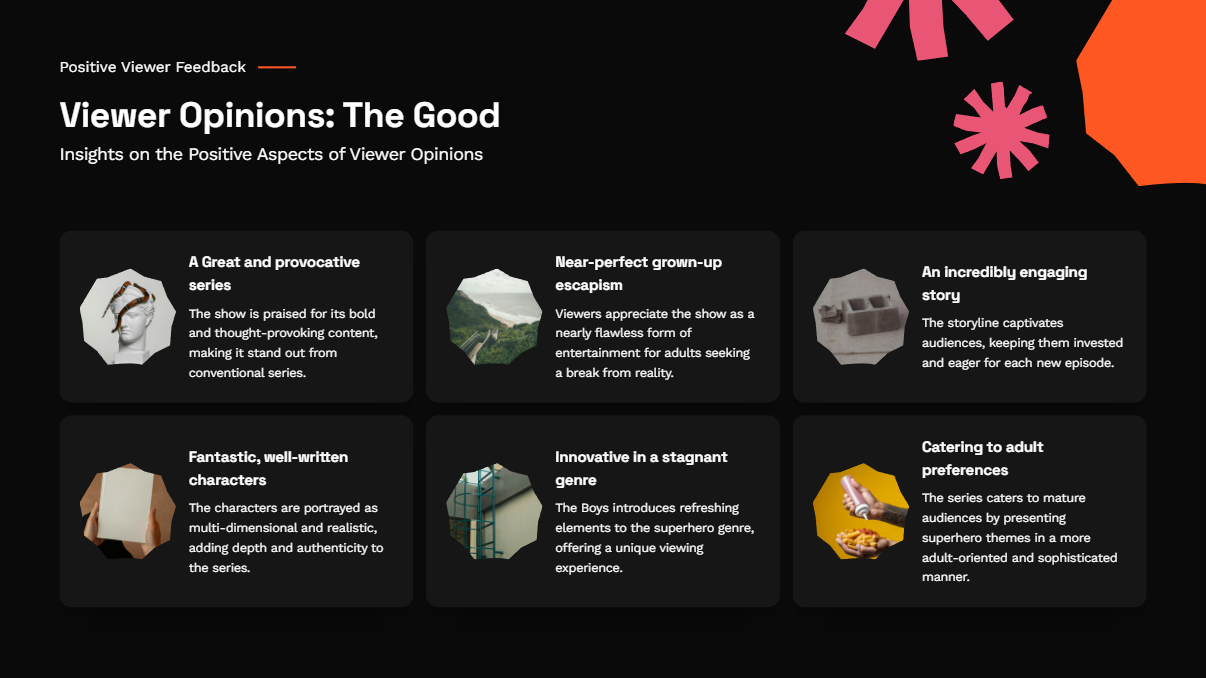 Positive Viewer Feedback
Viewer Opinions: The Good
Insights on the Positive Aspects of Viewer Opinions
A Great and provocative
series
The show is praised for its bold
and thought-provoking content,
making it stand out from
conventional series.
Near-perfect grown-up
escapism
Viewers appreciate the show as a
nearly flawless form of
entertainment for adults seeking
a break from reality.
An incredibly engaging
story
The storyline captivates
audiences, keeping them invested
and eager for each new episode.
Fantastic, well-written
characters
The characters are portrayed as
multi-dimensional and realistic,
adding depth and authenticity to
the series.
Innovative in a stagnant
genre
The Boys introduces refreshing
elements to the superhero genre,
offering a unique viewing
experience.
Catering to adult
preferences
The series caters to mature
audiences by presenting
superhero themes in a more
adult-oriented and sophisticated
manner.